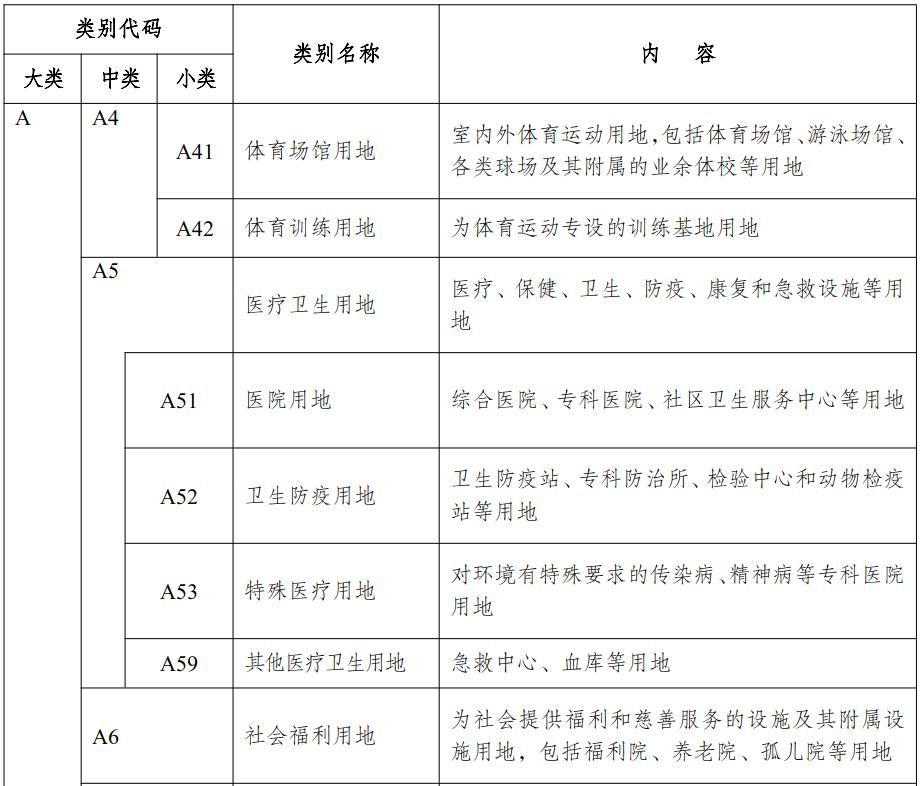 类别代码
类别名称
内 容
大类
中类
小类
A
A4
A41
体育场馆用地
室内外体育运动用地，包括体育场馆、游泳场馆、
各类球场及其附属的业余体校等用地
A42
体育训练用地
为体育运动专设的训练基地用地
A5
医疗卫生用地
医疗、保健、卫生、防疫、康复和急救设施等用
地
A51
医院用地
综合医院、专科医院、社区卫生服务中心等用地
A52
卫生防疫用地
卫生防疫站、专科防治所、检验中心和动物检疫
站等用地
A53
特殊医疗用地
对环境有特殊要求的传染病、精神病等专科医院
用地
A59
其他医疗卫生用地
急救中心、血库等用地
A6
社会福利用地
为社会提供福利和慈善服务的设施及其附属设
施用地，包括福利院、养老院、孤儿院等用地